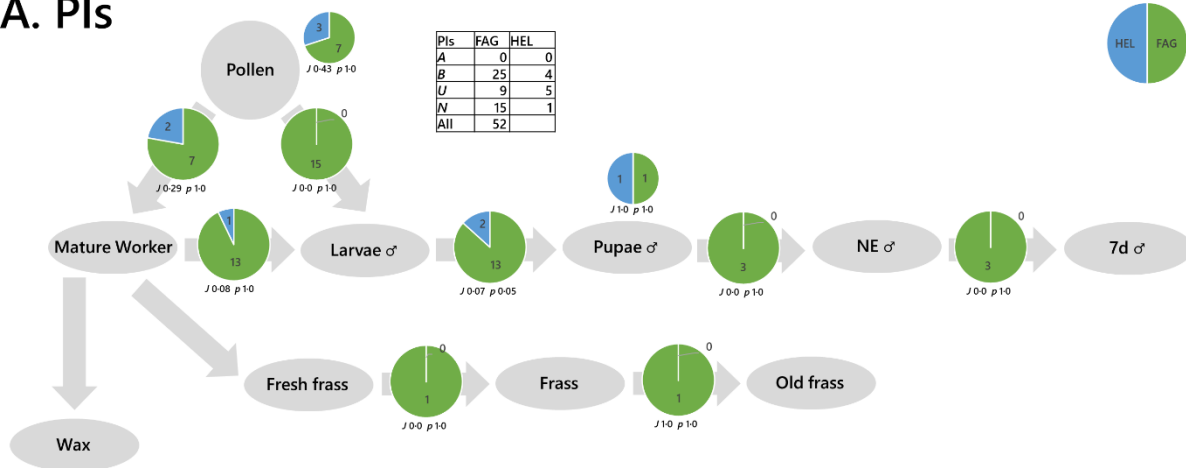 A. PIs
3
7
J 0·43 p 1·0
Pollen
PIs FAG HEL
A 0 0
B 25 4
U 9 5
N 15 1
All 52
HEL FAG
2
7
J 0·29 p 1·0
0
15
J 0·0 p 1·0
1 1
J 1·0 p 1·0
Mature Worker
1
13
J 0·08 p 1·0
Larvae ♂
2
13
J 0·07 p 0·05
Pupae ♂
0
3
J 0·0 p 1·0
NE ♂
0
3
J 0·0 p 1·0
7d ♂
Fresh frass
0
1
J 0·0 p 1·0
Frass
0
1
J 1·0 p 1·0
Old frass
Wax